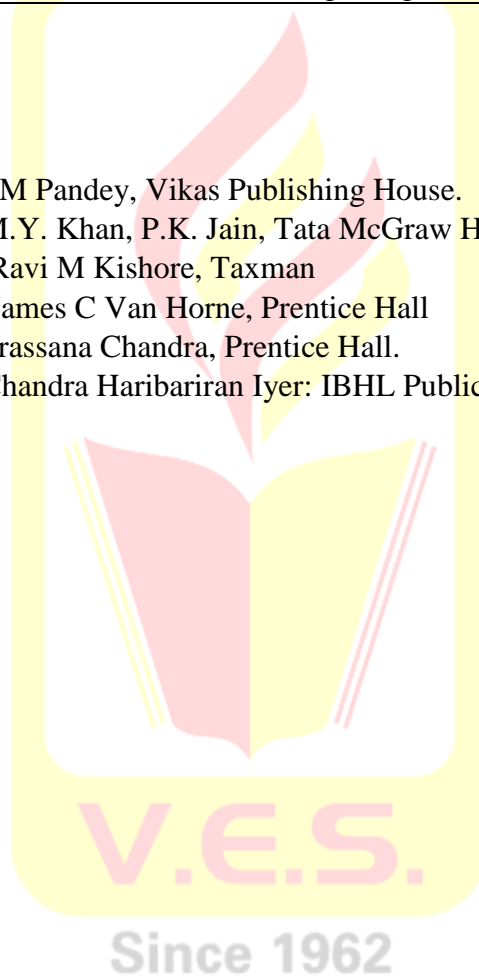 M Pandey, Vikas Publishing House.
M.Y. Khan, P.K. Jain, Tata McGraw H
Ravi M Kishore, Taxman
James C Van Horne, Prentice Hall
rassana Chandra, Prentice Hall.
Chandra Haribariran Iyer: IBHL Public
V.E.S.
Since 1962